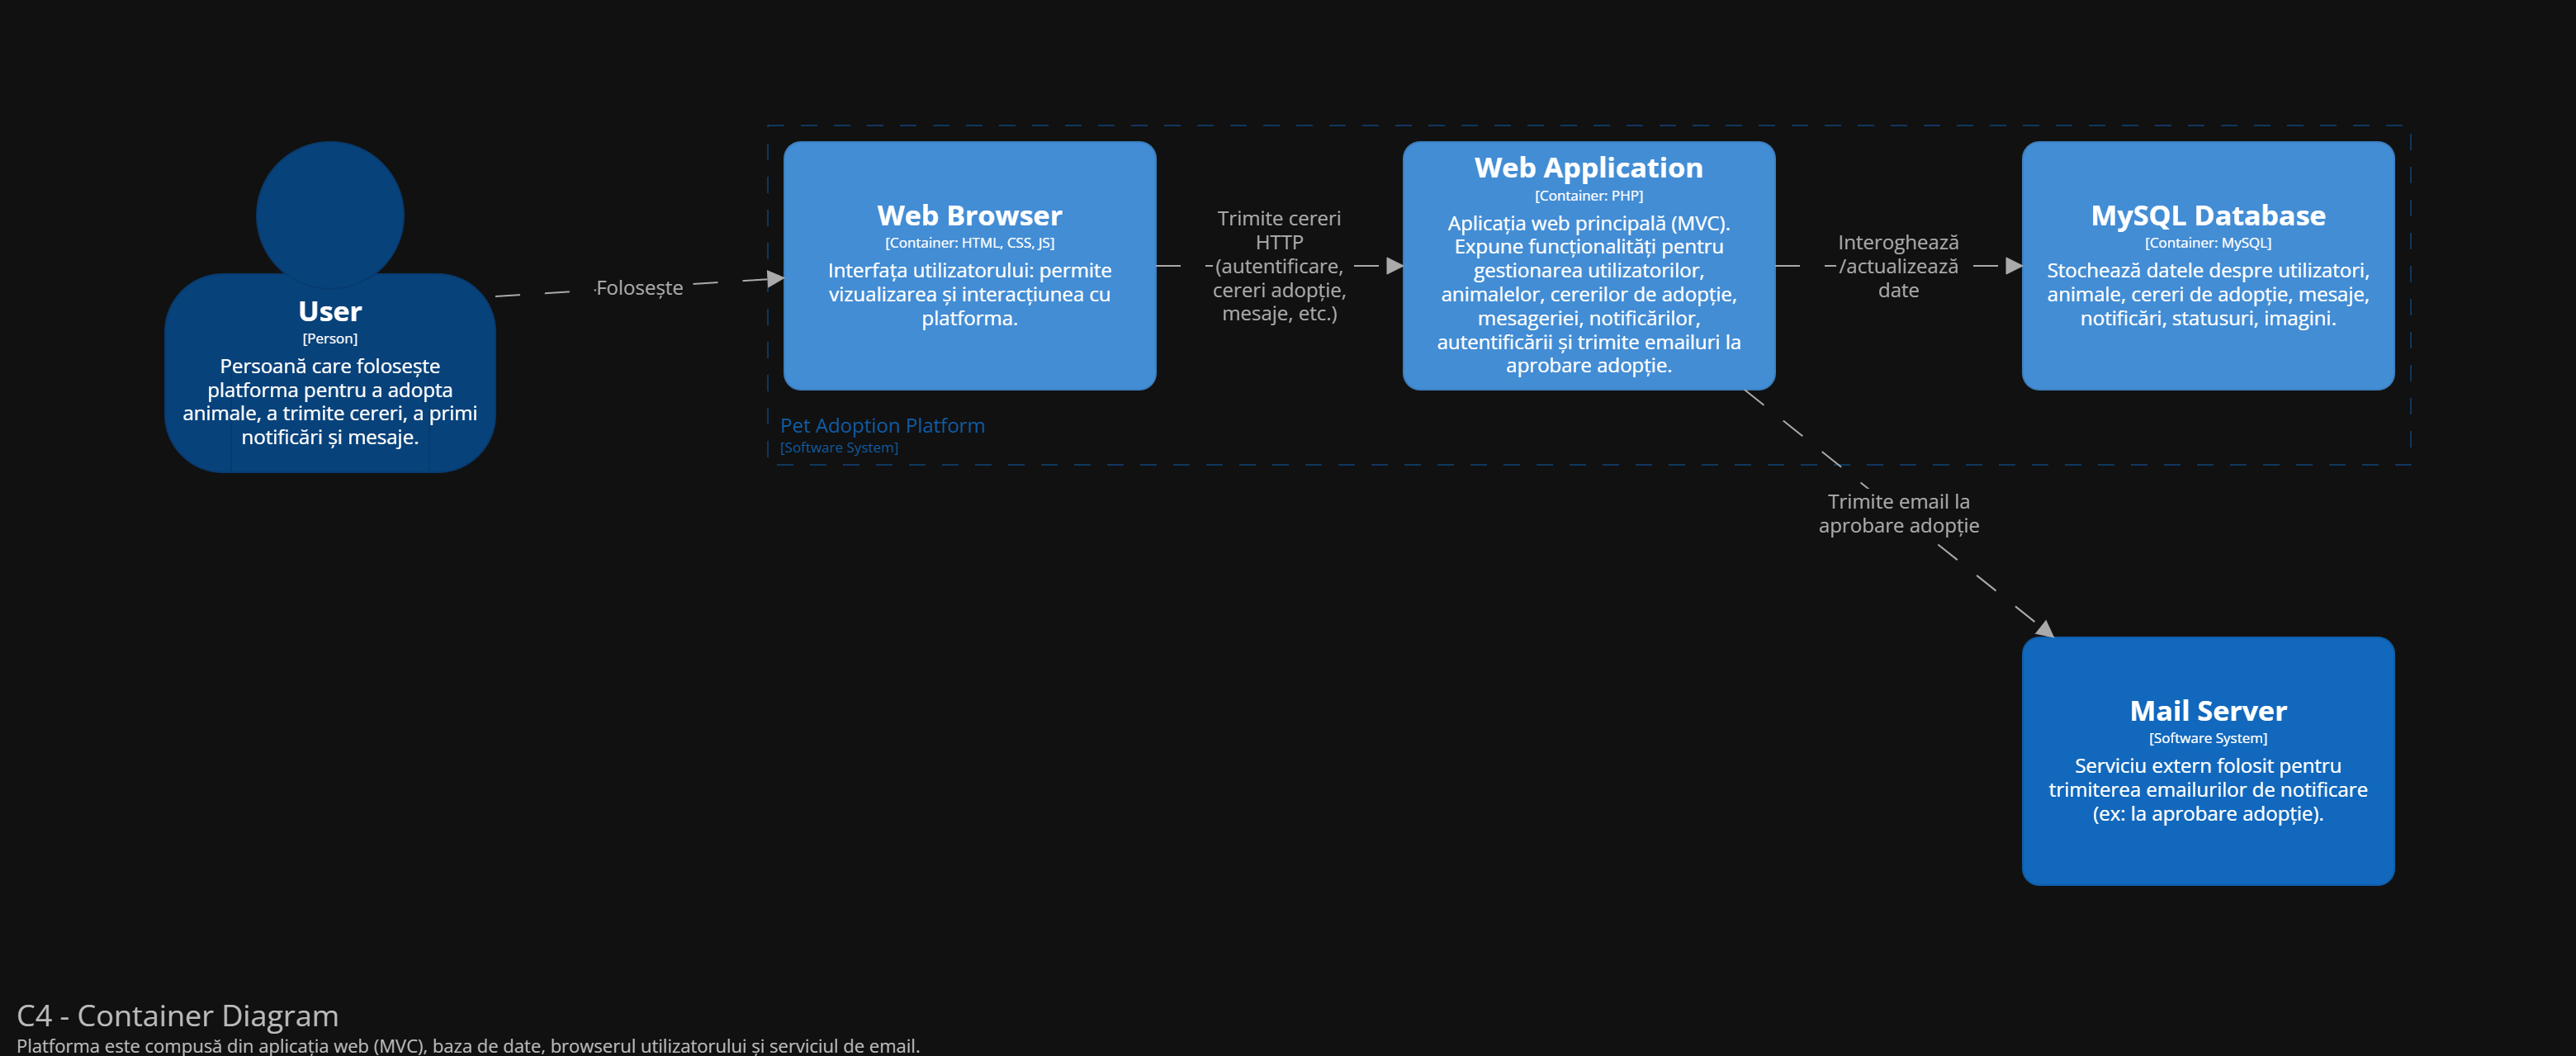 User
[Person]
Persoană care folosește
platforma pentru a adopta
animale, a trimite cereri, a primi
notificări și mesaje.
Folosește
Web Browser
[Container: HTML, CSS, JS]
Interfața utilizatorului: permite
vizualizarea și interacțiunea cu
platforma.
Trimite cereri
HTTP
(autentificare,
cereri adopție,
mesaje, etc.)
Web Application
[Container: PHP]
Aplicația web principală (MVC).
Expune funcționalități pentru
gestionarea utilizatorilor,
animalelor, cererilor de adopție,
mesageriei, notificărilor,
autentificării și trimite emailuri la
aprobare adopție.
Interoghează
/actualizează
date
MySQL Database
[Container: MySQL]
Stochează datele despre utilizatori,
animale, cereri de adopție, mesaje,
notificări, statusuri, imagini.
Pet Adoption Platform
[Software System]
Trimite email la
aprobare adopție
Mail Server
[Software System]
Serviciu extern folosit pentru
trimiterea emailurilor de notificare
(ex: la aprobare adopție).
C4 - Container Diagram
Platforma este compusă din aplicația web (MVC), baza de date, browserul utilizatorului și serviciul de email.